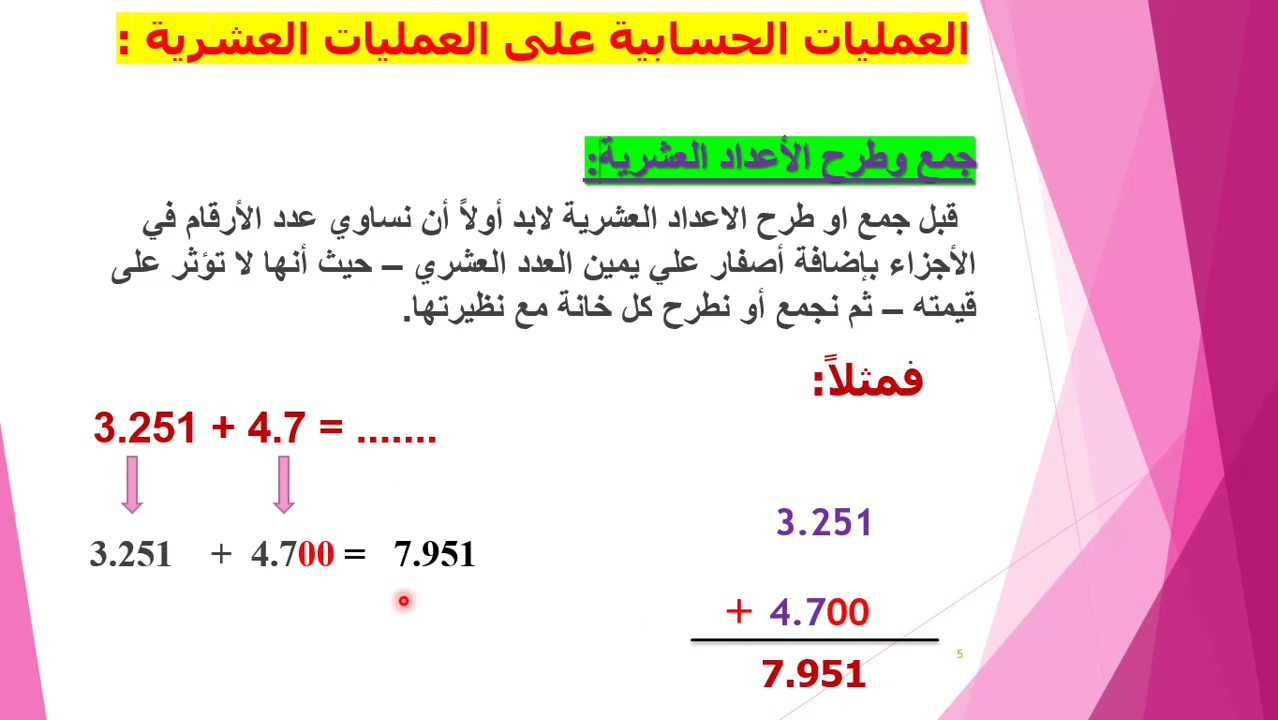 العمليات الحسابية على العمليات العشرية :
جمع وطرح الأعداد العشرية:
قبل جمع او طرح الاعداد العشرية لابد أولاً أن نساوي عدد الأرقام في
الأجزاء بإضافة أصفار علي يمين العدد العشري – حيث أنها لا تؤثر على
قيمته – ثم نجمع أو نطرح كل خانة مع نظيرتها.
فمثلاً:
3.251 + 4.7 = .......
3.251 + 4.700 = 7.951
3.251
+ 4.700
7.951
5